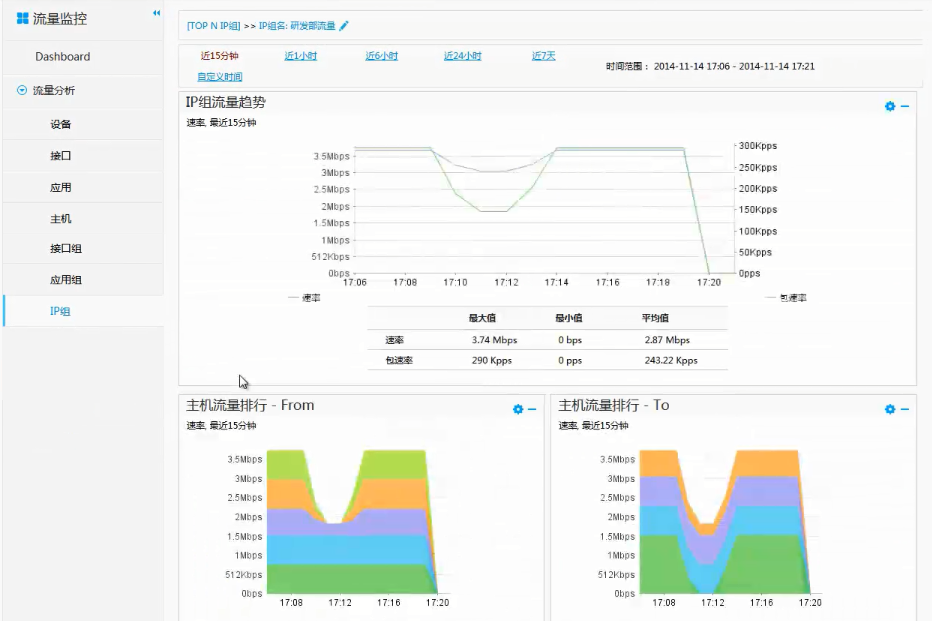 流量监控
Dashboard
流量分析
设备
接口
应用
主机
接口组
应用组
IP组
[TOP N IP组] >> IP组名: 研发部流量
近15分钟 近1小时 近6小时 近24小时 近7天
自定义时间
时间范围： 2014-11-14 17:06 - 2014-11-14 17:21
IP组流量趋势
速率, 最近15分钟
3.5Mbps
3Mbps
2.5Mbps
2Mbps
1.5Mbps
1Mbps
512Kbps
0bps
300Kpps
250Kpps
200Kpps
150Kpps
100Kpps
50Kpps
0pps
17:06 17:08 17:10 17:12 17:14 17:16 17:18 17:20
速率 包速率
最大值 最小值 平均值
速率 3.74 Mbps 0 bps 2.87 Mbps
包速率 290 Kpps 0 pps 243.22 Kpps
主机流量排行 - From
速率, 最近15分钟
3.5Mbps
3Mbps
2.5Mbps
2Mbps
1.5Mbps
1Mbps
512Kbps
0bps
17:08 17:12 17:16 17:20
主机流量排行 - To
速率, 最近15分钟
3.5Mbps
3Mbps
2.5Mbps
2Mbps
1.5Mbps
1Mbps
512Kbps
0bps
17:08 17:12 17:16 17:20